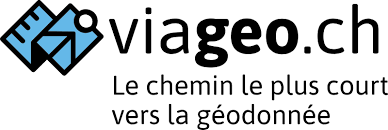 viageo.ch
Le chemin le plus court
vers la géodonnée